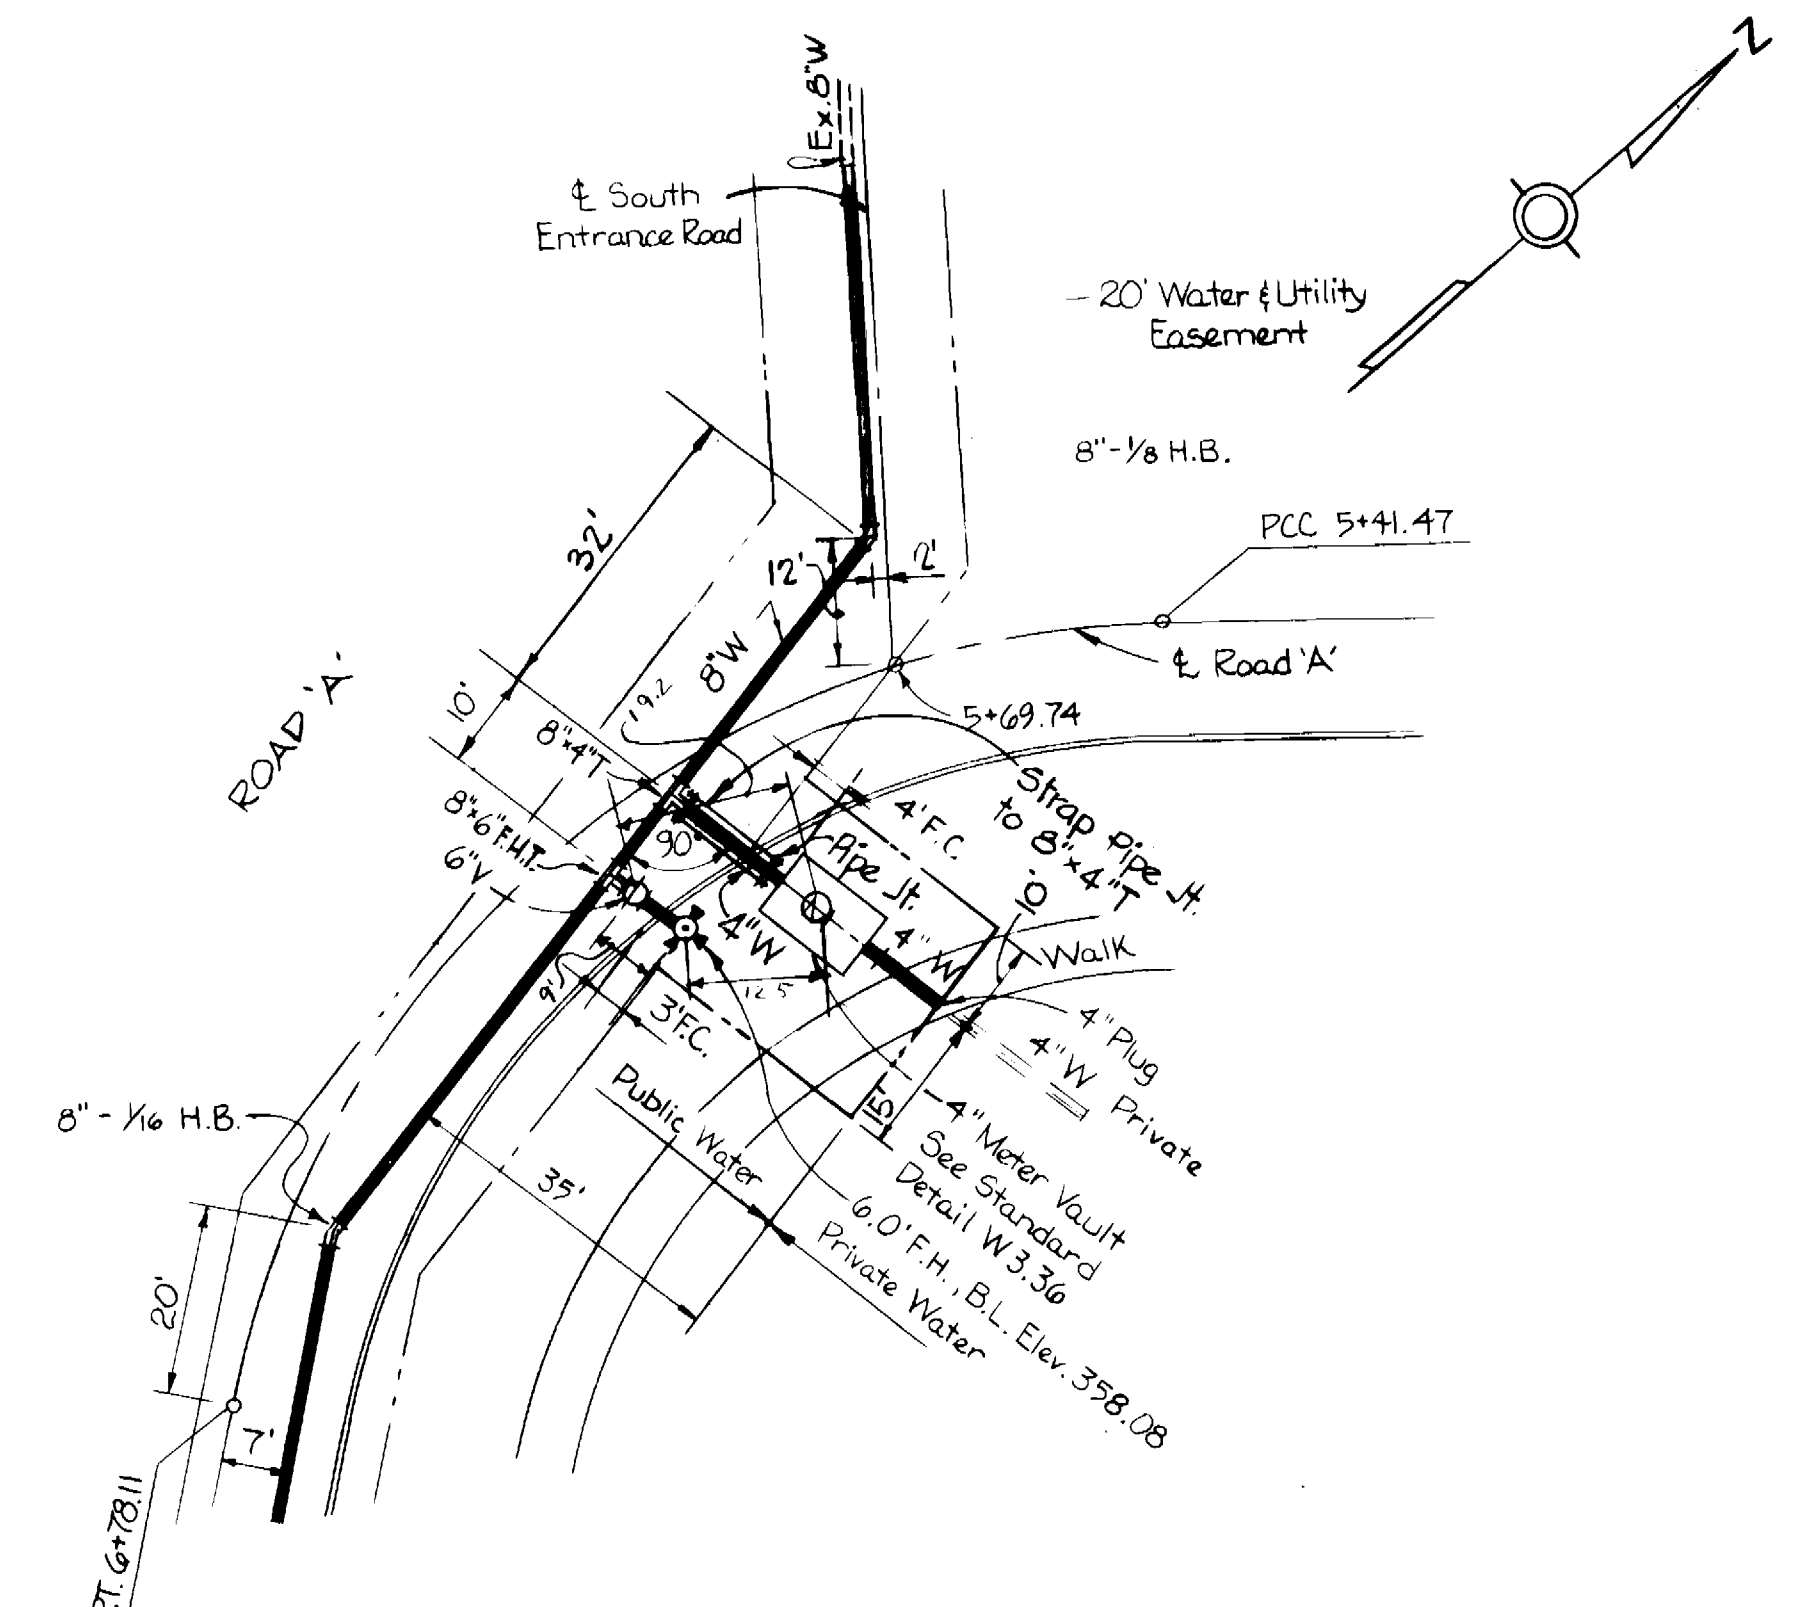 N
Ex. 8"W
℄ South
Entrance Road
- 20' Water & Utility
Easement
8"-1/8 H.B.
PCC 5+41.47
32'
12'
2'
℄ Road 'A'
ROAD 'A'
8"W
19.2
10'
5+69.74
8"x4"T
Strap Pipe Jt.
to 8"x4"T
4' F.C.
8"x6" F.H.T.
90°
Pipe Jt.
6"V
10'
4"W
4"W
Walk
9'
12.5
3' F.C.
4" Plug
4"W Private
15'
Public Water
8" - 1/16 H.B.
4" Meter Vault
See Standard
Detail W 3.36
35'
6.0' F.H., B.L. Elev. 358.08
Private Water
20'
7'
P.T. 6+78.11